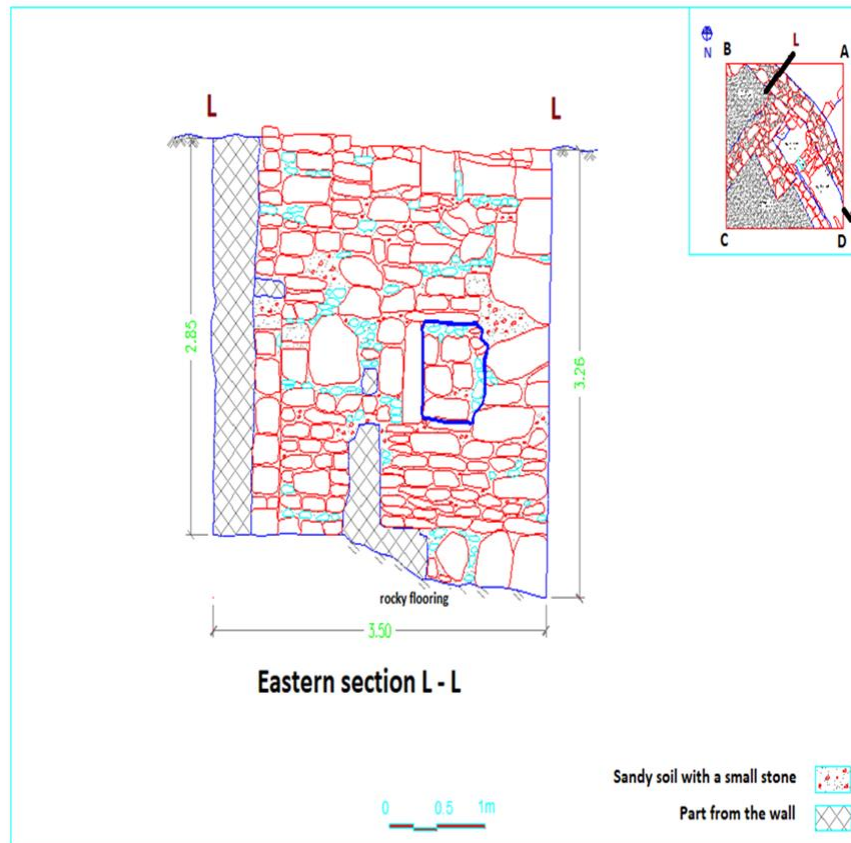 L
B
A
N
C
D
L
L
2.85
3.26
rocky flooring
3.50
Eastern section L - L
0 0.5 1m
Sandy soil with a small stone
Part from the wall